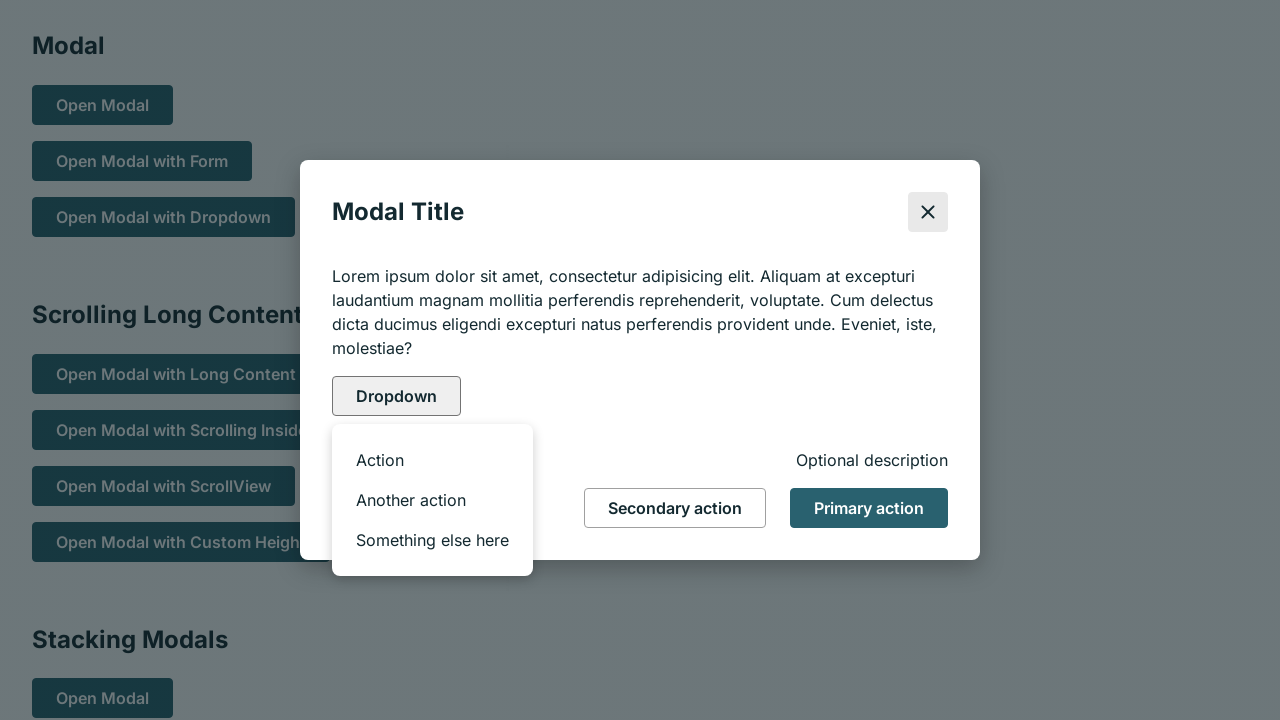 Modal
Open Modal
Open Modal with Form
Open Modal with Dropdown
Scrolling Long Content
Open Modal with Long Content
Open Modal with Scrolling Inside
Open Modal with ScrollView
Open Modal with Custom Heigh
Stacking Modals
Open Modal
Modal Title
Lorem ipsum dolor sit amet, consectetur adipisicing elit. Aliquam at excepturi
laudantium magnam mollitia perferendis reprehenderit, voluptate. Cum delectus
dicta ducimus eligendi excepturi natus perferendis provident unde. Eveniet, iste,
molestiae?
Dropdown
Action
Another action
Something else here
Optional description
Secondary action
Primary action